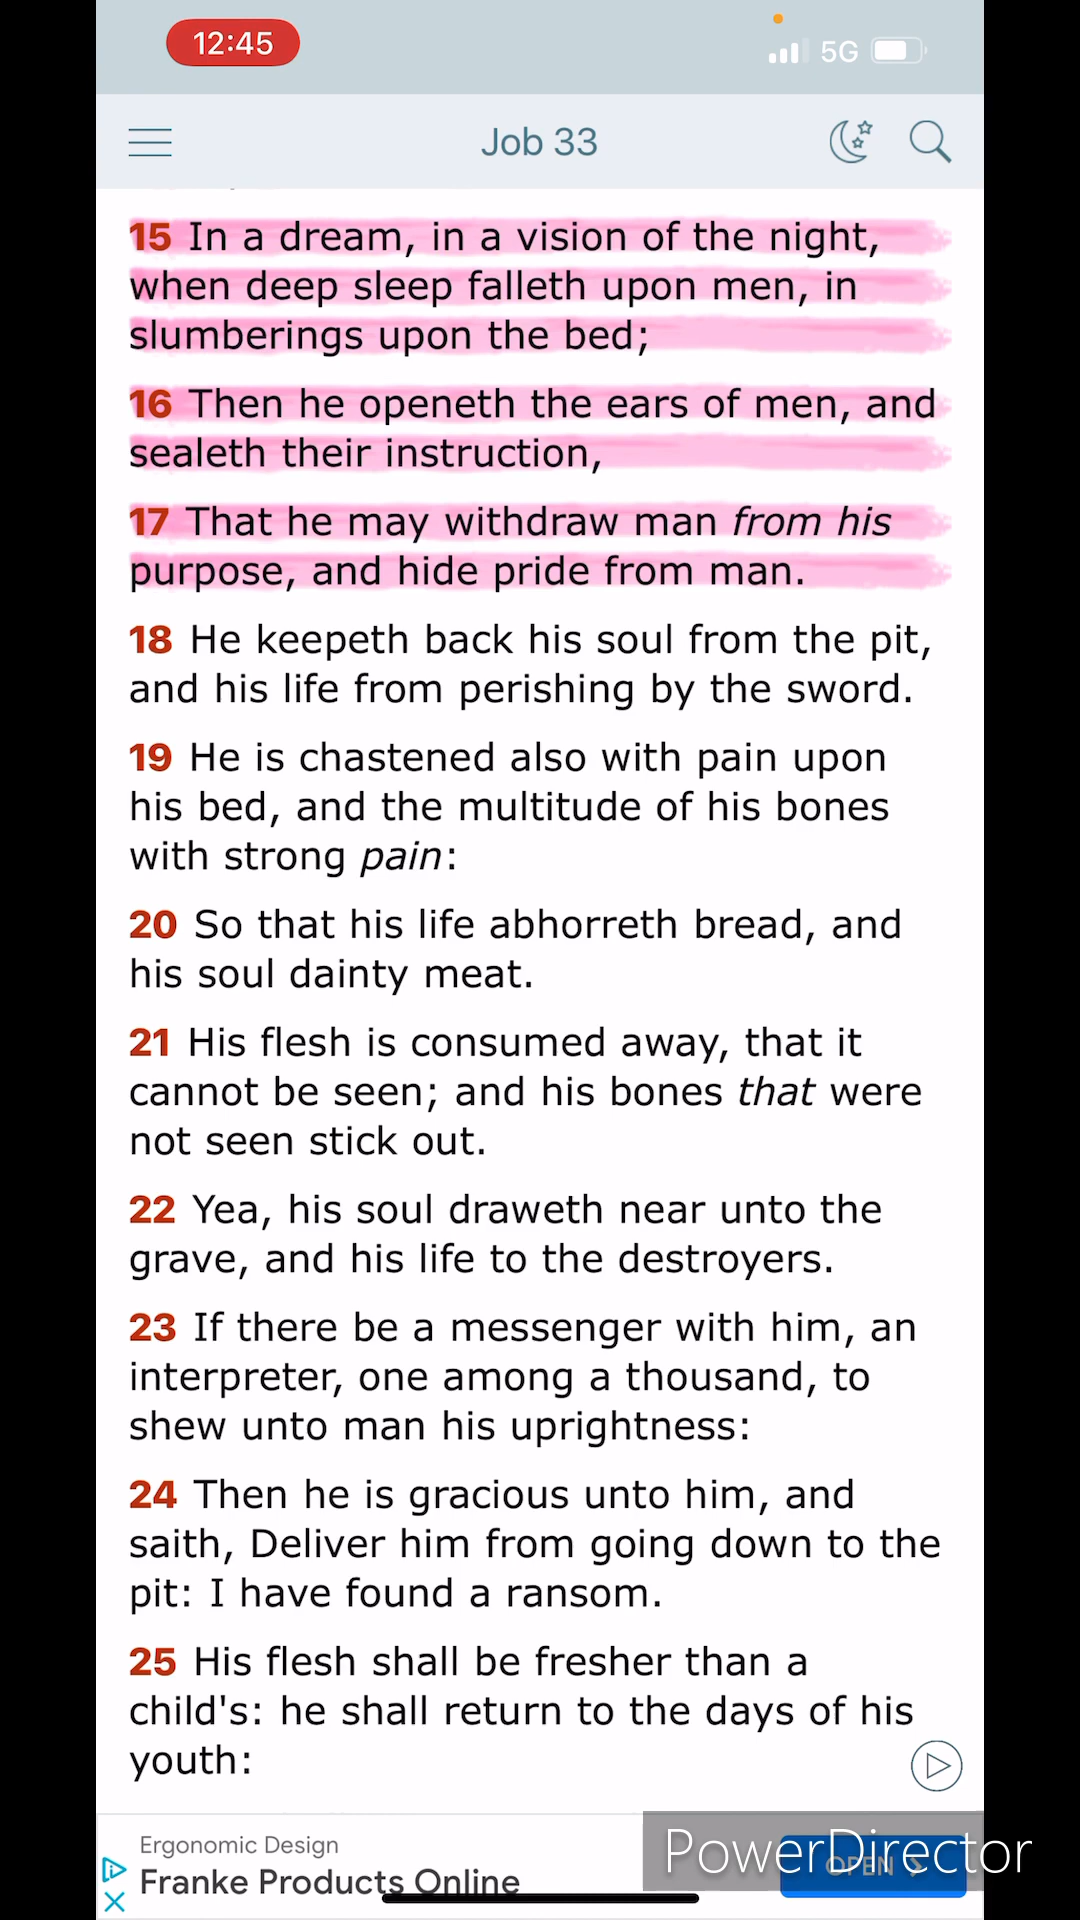 12:45
5G
Job 33
15 In a dream, in a vision of the night,
when deep sleep falleth upon men, in
slumberings upon the bed;
16 Then he openeth the ears of men, and
sealeth their instruction,
17 That he may withdraw man from his
purpose, and hide pride from man.
18 He keepeth back his soul from the pit,
and his life from perishing by the sword.
19 He is chastened also with pain upon
his bed, and the multitude of his bones
with strong pain:
20 So that his life abhorreth bread, and
his soul dainty meat.
21 His flesh is consumed away, that it
cannot be seen; and his bones that were
not seen stick out.
22 Yea, his soul draweth near unto the
grave, and his life to the destroyers.
23 If there be a messenger with him, an
interpreter, one among a thousand, to
shew unto man his uprightness:
24 Then he is gracious unto him, and
saith, Deliver him from going down to the
pit: I have found a ransom.
25 His flesh shall be fresher than a
child's: he shall return to the days of his
youth:
Ergonomic Design
Franke Products Online
OPEN
PowerDirector